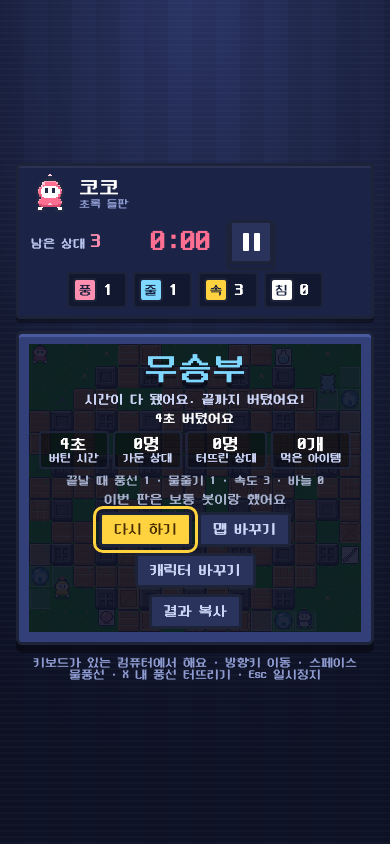 코코
초록 들판
남은 상대 3
0:00
풍 1
줄 1
속 3
침 0
무승부
시간이 다 됐어요. 끝까지 버텼어요!
4초 버텼어요
4초
버틴 시간
0명
가둔 상대
0명
터뜨린 상대
0개
먹은 아이템
끝날 때 풍선 1 · 물줄기 1 · 속도 3 · 바늘 0
이번 판은 보통 봇이랑 했어요
다시 하기
맵 바꾸기
캐릭터 바꾸기
결과 복사
키보드가 있는 컴퓨터에서 해요 · 방향키 이동 · 스페이스
물풍선 · X 내 풍선 터뜨리기 · Esc 일시정지